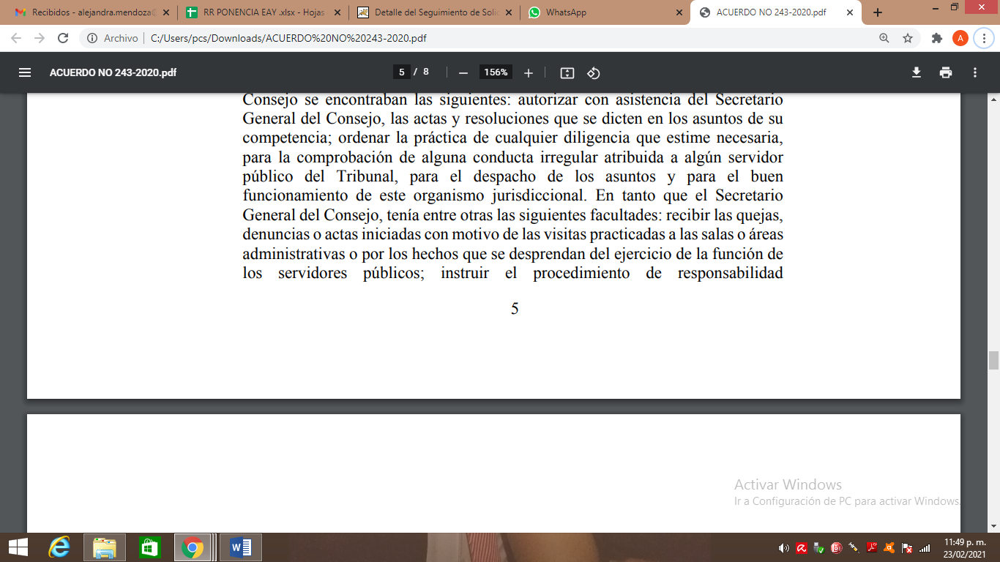 Recibidos - alejandra.mendoza@
RR PONENCIA EAY .xlsx - Hojas
Detalle del Seguimiento de Solic
WhatsApp
ACUERDO NO 243-2020.pdf
Archivo
C:/Users/pcs/Downloads/ACUERDO%20NO%20243-2020.pdf
A
ACUERDO NO 243-2020.pdf
5 / 8
156%
Consejo se encontraban las siguientes: autorizar con asistencia del Secretario
General del Consejo, las actas y resoluciones que se dicten en los asuntos de su
competencia; ordenar la práctica de cualquier diligencia que estime necesaria,
para la comprobación de alguna conducta irregular atribuida a algún servidor
público del Tribunal, para el despacho de los asuntos y para el buen
funcionamiento de este organismo jurisdiccional. En tanto que el Secretario
General del Consejo, tenía entre otras las siguientes facultades: recibir las quejas,
denuncias o actas iniciadas con motivo de las visitas practicadas a las salas o áreas
administrativas o por los hechos que se desprendan del ejercicio de la función de
los servidores públicos; instruir el procedimiento de responsabilidad
5
Activar Windows
Ir a Configuración de PC para activar Windows.
11:49 p. m.
23/02/2021